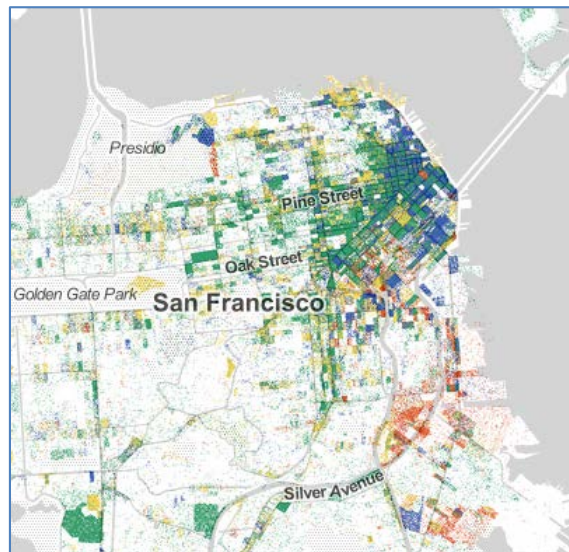 Presidio
Pine Street
Oak Street
Golden Gate Park
San Francisco
Silver Avenue